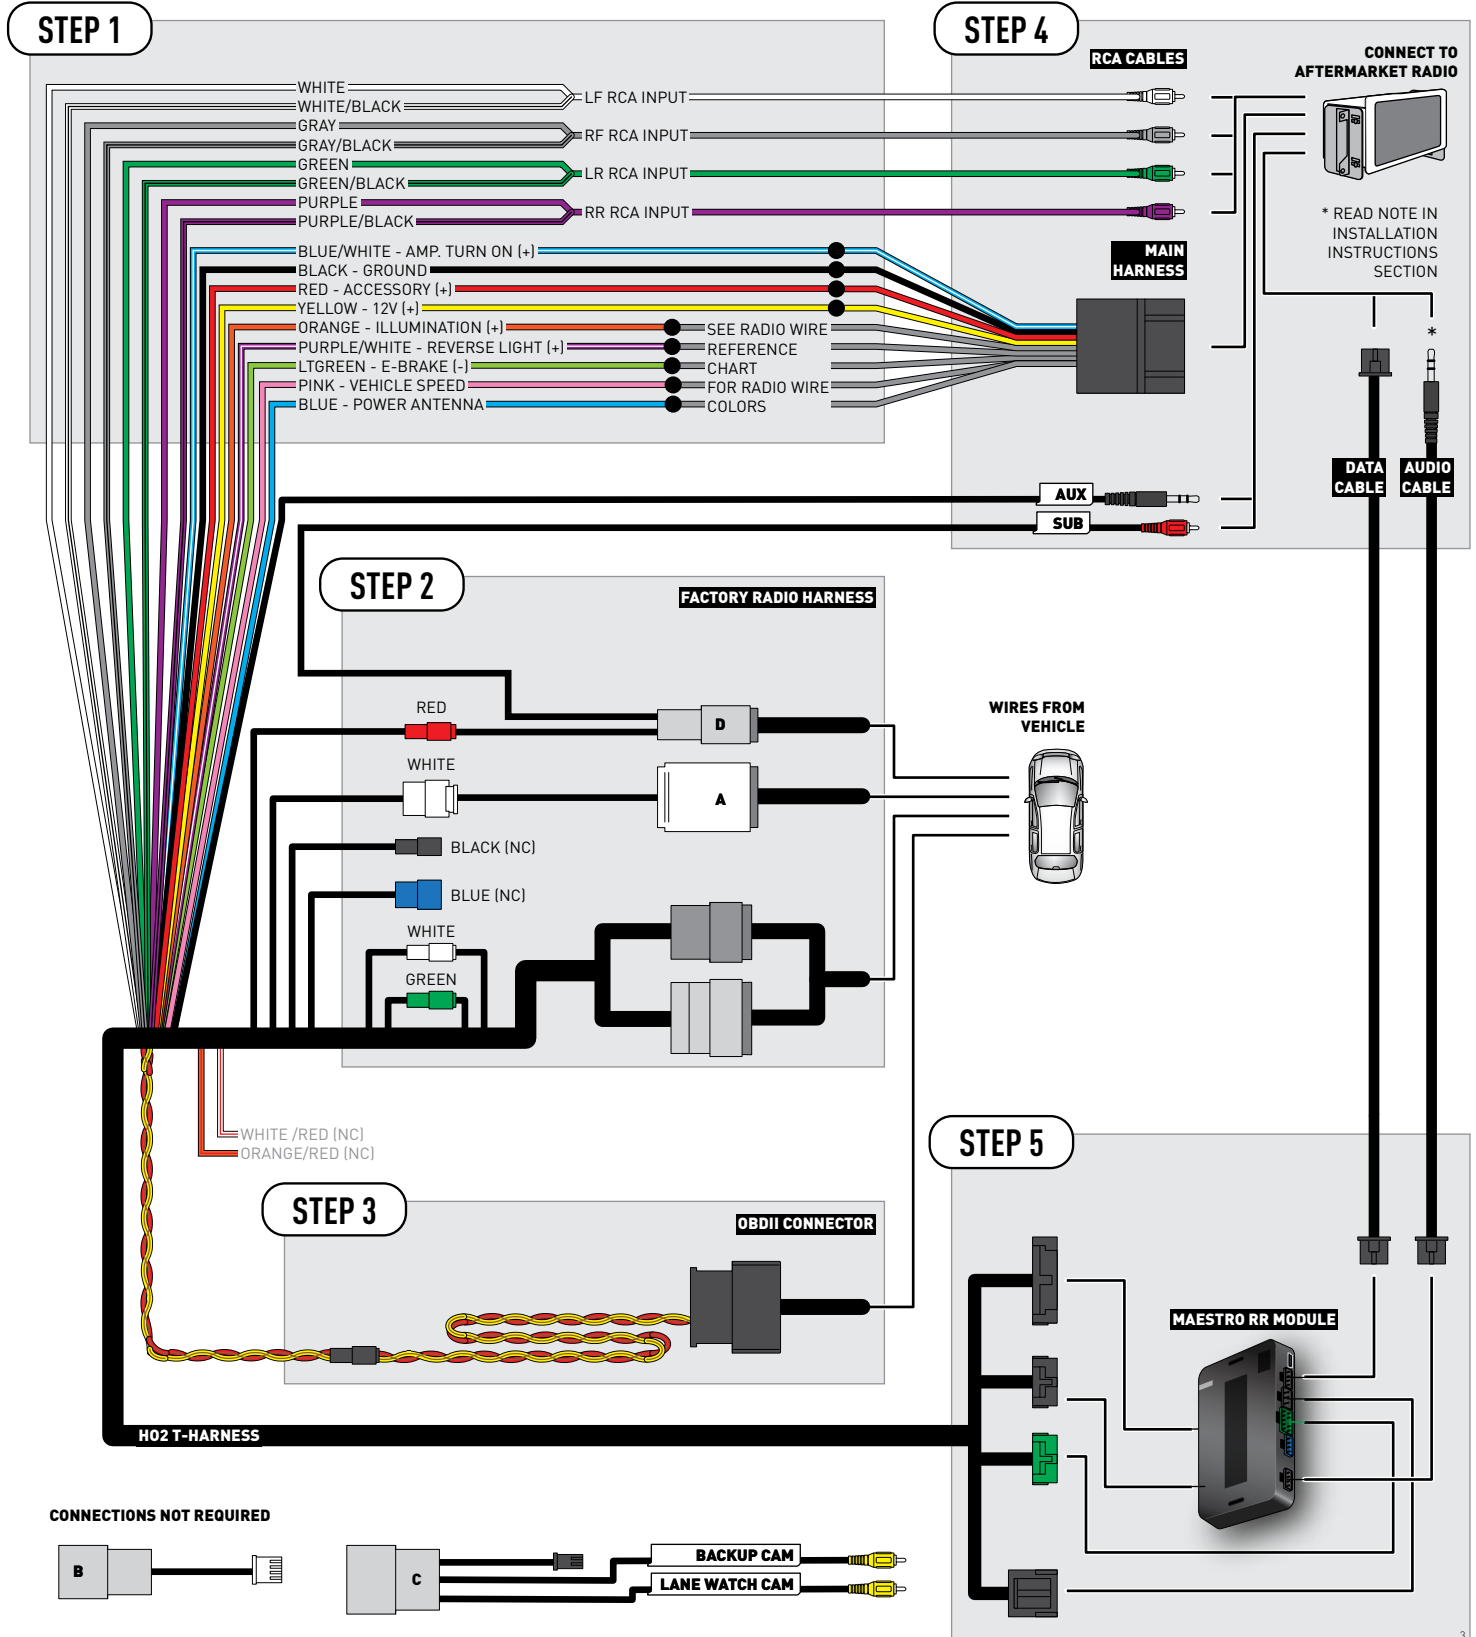 STEP 1
WHITE
WHITE/BLACK
LF RCA INPUT
GRAY
GRAY/BLACK
RF RCA INPUT
GREEN
GREEN/BLACK
LR RCA INPUT
PURPLE
PURPLE/BLACK
RR RCA INPUT
BLUE/WHITE - AMP. TURN ON (+)
BLACK - GROUND
RED - ACCESSORY (+)
YELLOW - 12V (+)
ORANGE - ILLUMINATION (+)
PURPLE/WHITE - REVERSE LIGHT (+)
LTGREEN - E-BRAKE (-)
PINK - VEHICLE SPEED
BLUE - POWER ANTENNA
SEE RADIO WIRE
REFERENCE
CHART
FOR RADIO WIRE
COLORS
STEP 4
RCA CABLES
CONNECT TO
AFTERMARKET RADIO
* READ NOTE IN
INSTALLATION
INSTRUCTIONS
SECTION
MAIN
HARNESS
*
DATA
CABLE
AUDIO
CABLE
AUX
SUB
STEP 2
FACTORY RADIO HARNESS
RED
D
WHITE
A
BLACK (NC)
BLUE (NC)
WHITE
GREEN
WIRES FROM
VEHICLE
WHITE /RED (NC)
ORANGE/RED (NC)
STEP 3
OBDII CONNECTOR
STEP 5
MAESTRO RR MODULE
HO2 T-HARNESS
CONNECTIONS NOT REQUIRED
B
C
BACKUP CAM
LANE WATCH CAM
3